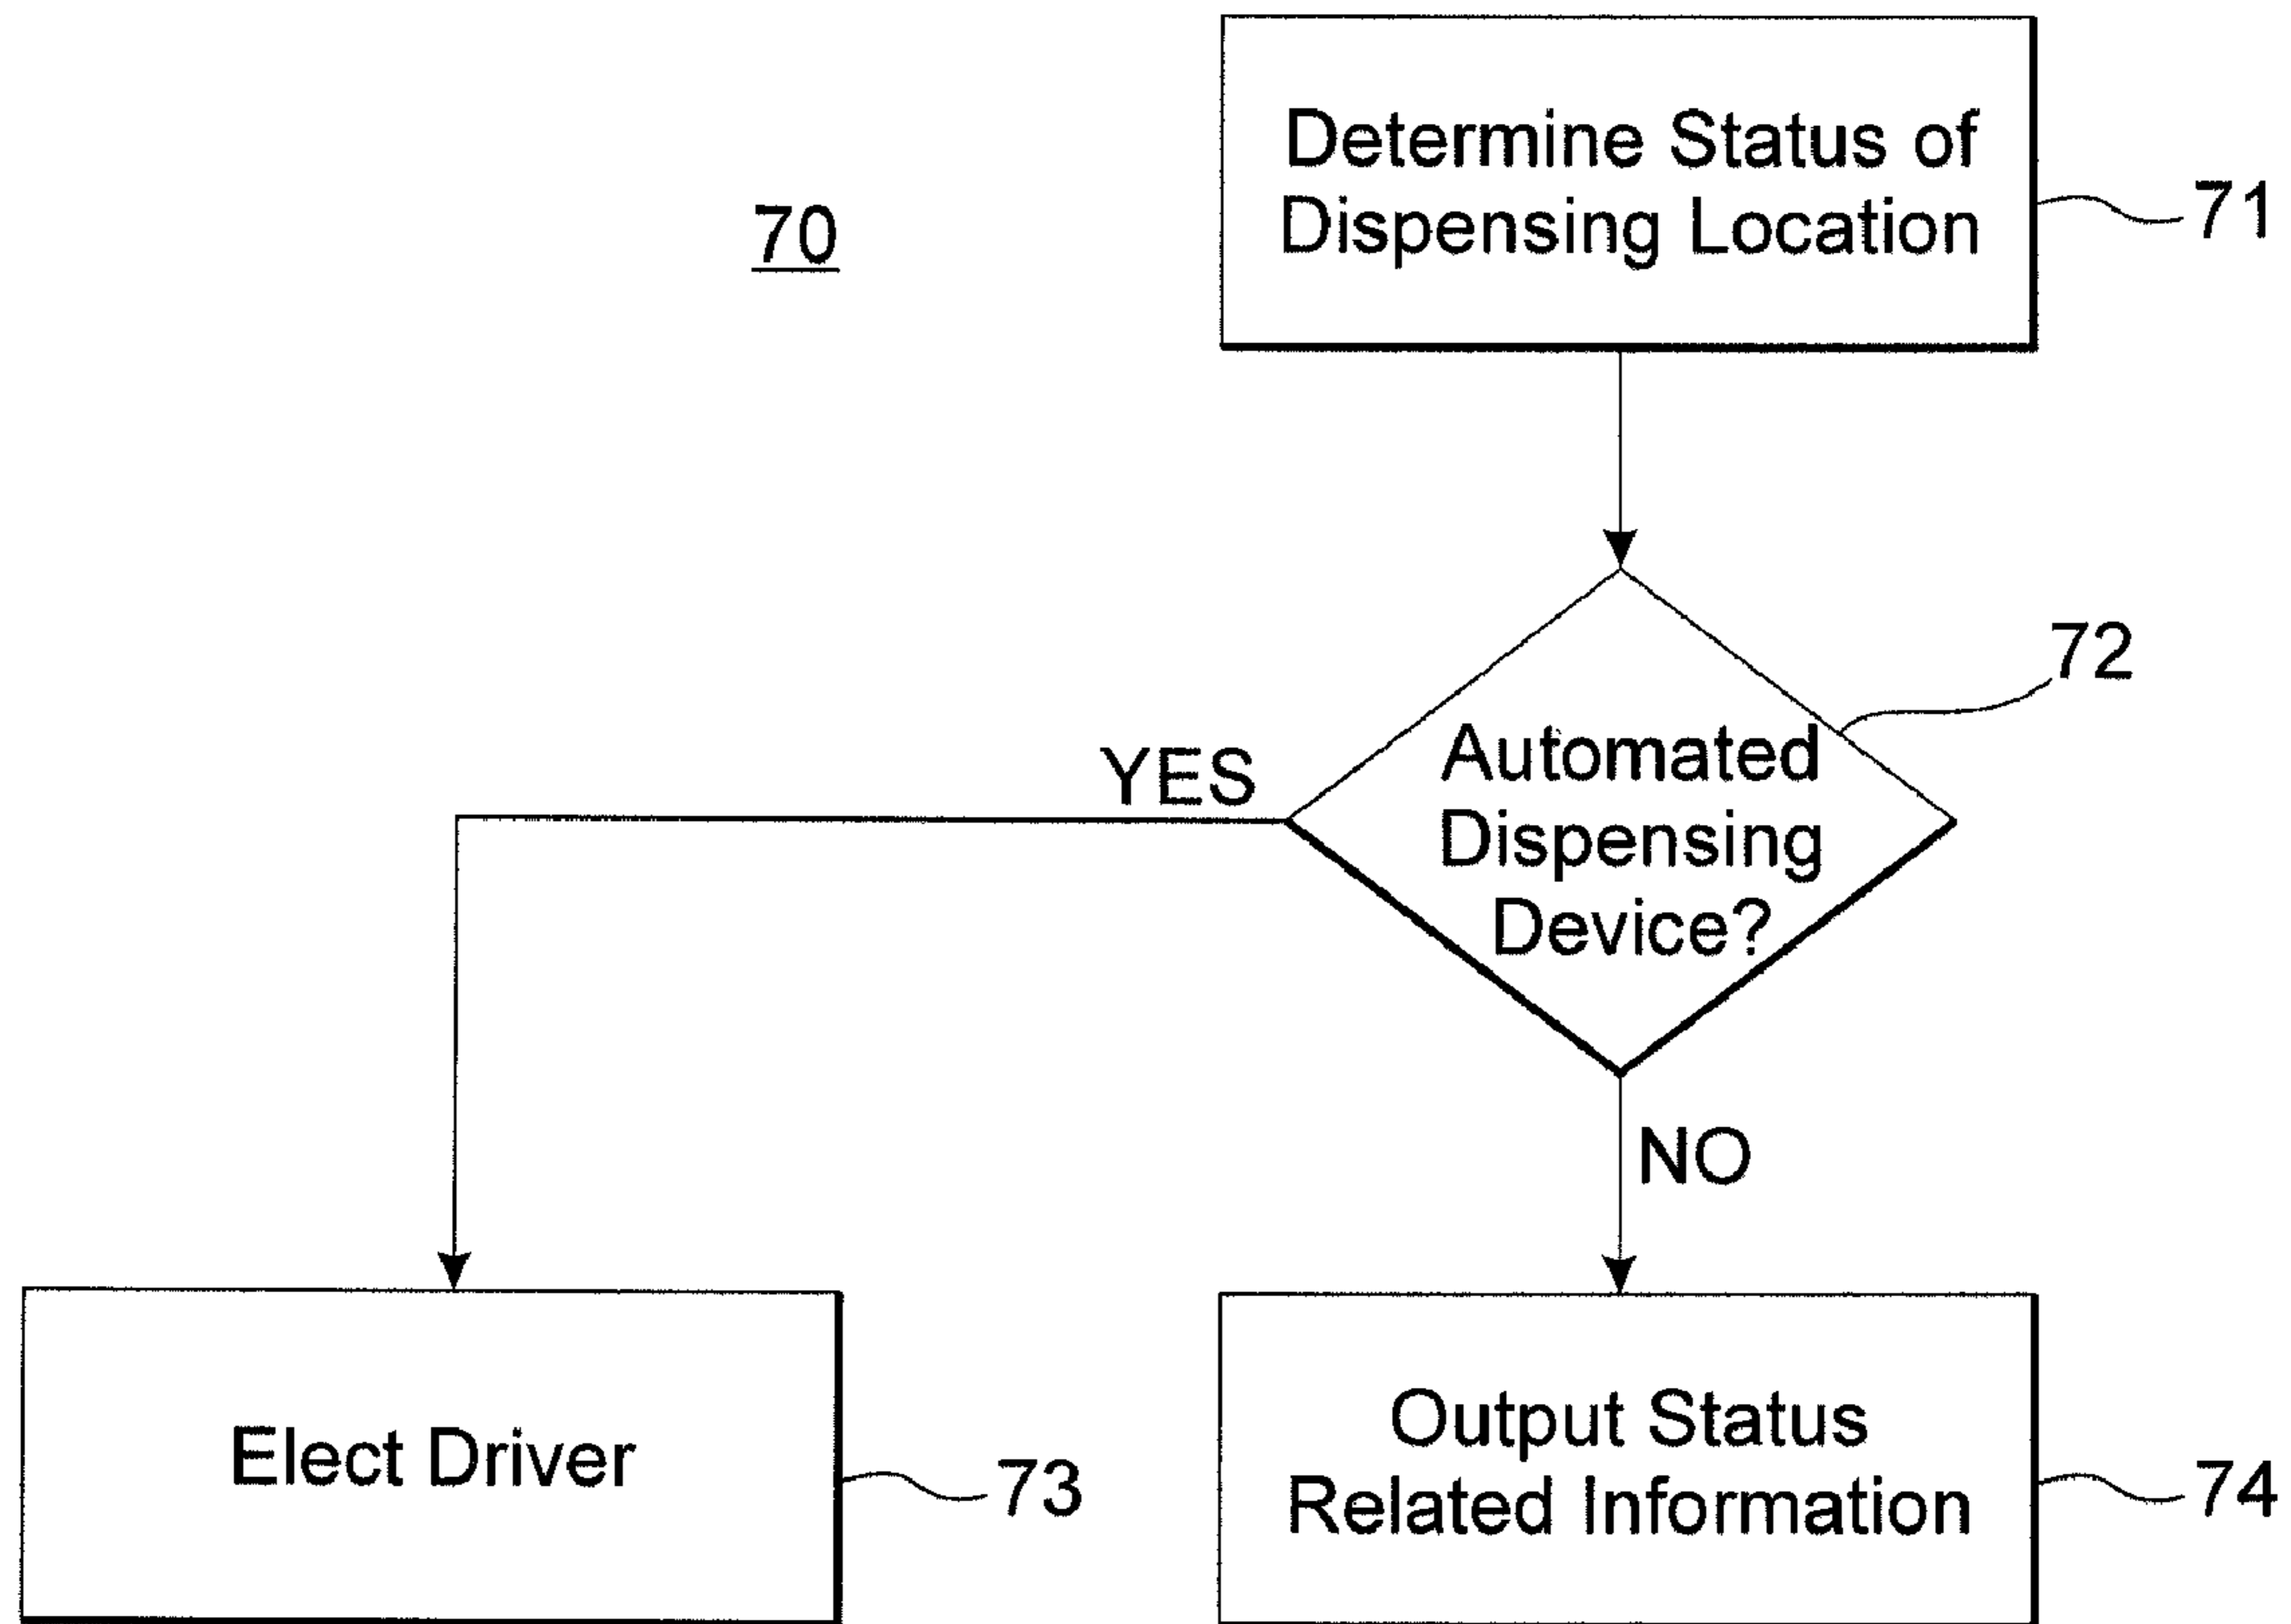 Determine Status of
Dispensing Location
71
70
72
Automated
Dispensing
Device?
YES
NO
Elect Driver
73
Output Status
Related Information
74